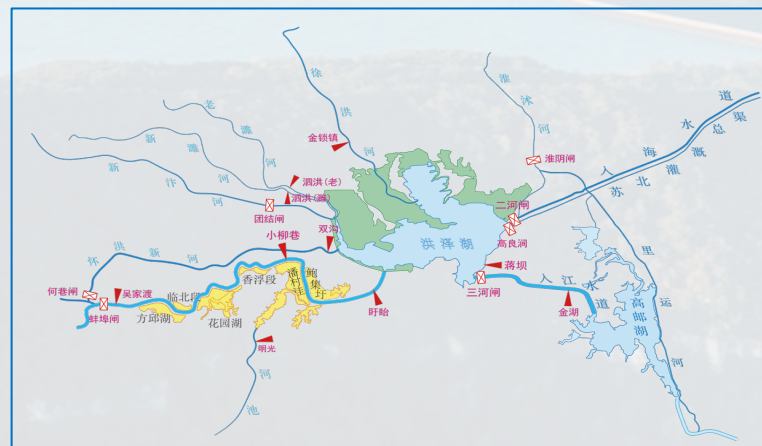 徐洪河
淮沭河
老濉河
新濉河
新汴河
金锁镇
淮阴闸
入海水道
苏北灌溉总渠
泗洪(老)
泗洪(濉)
团结闸
双沟
二河闸
高良涧
洪泽湖
小柳巷
怀洪新河
蒋坝
三河闸
入江水道
金湖
高邮湖
里运河
何巷闸
吴家渡
蚌埠闸
方邱湖
临北段
花园湖
香浮段
潘村洼
鲍集圩
盱眙
明光
池河